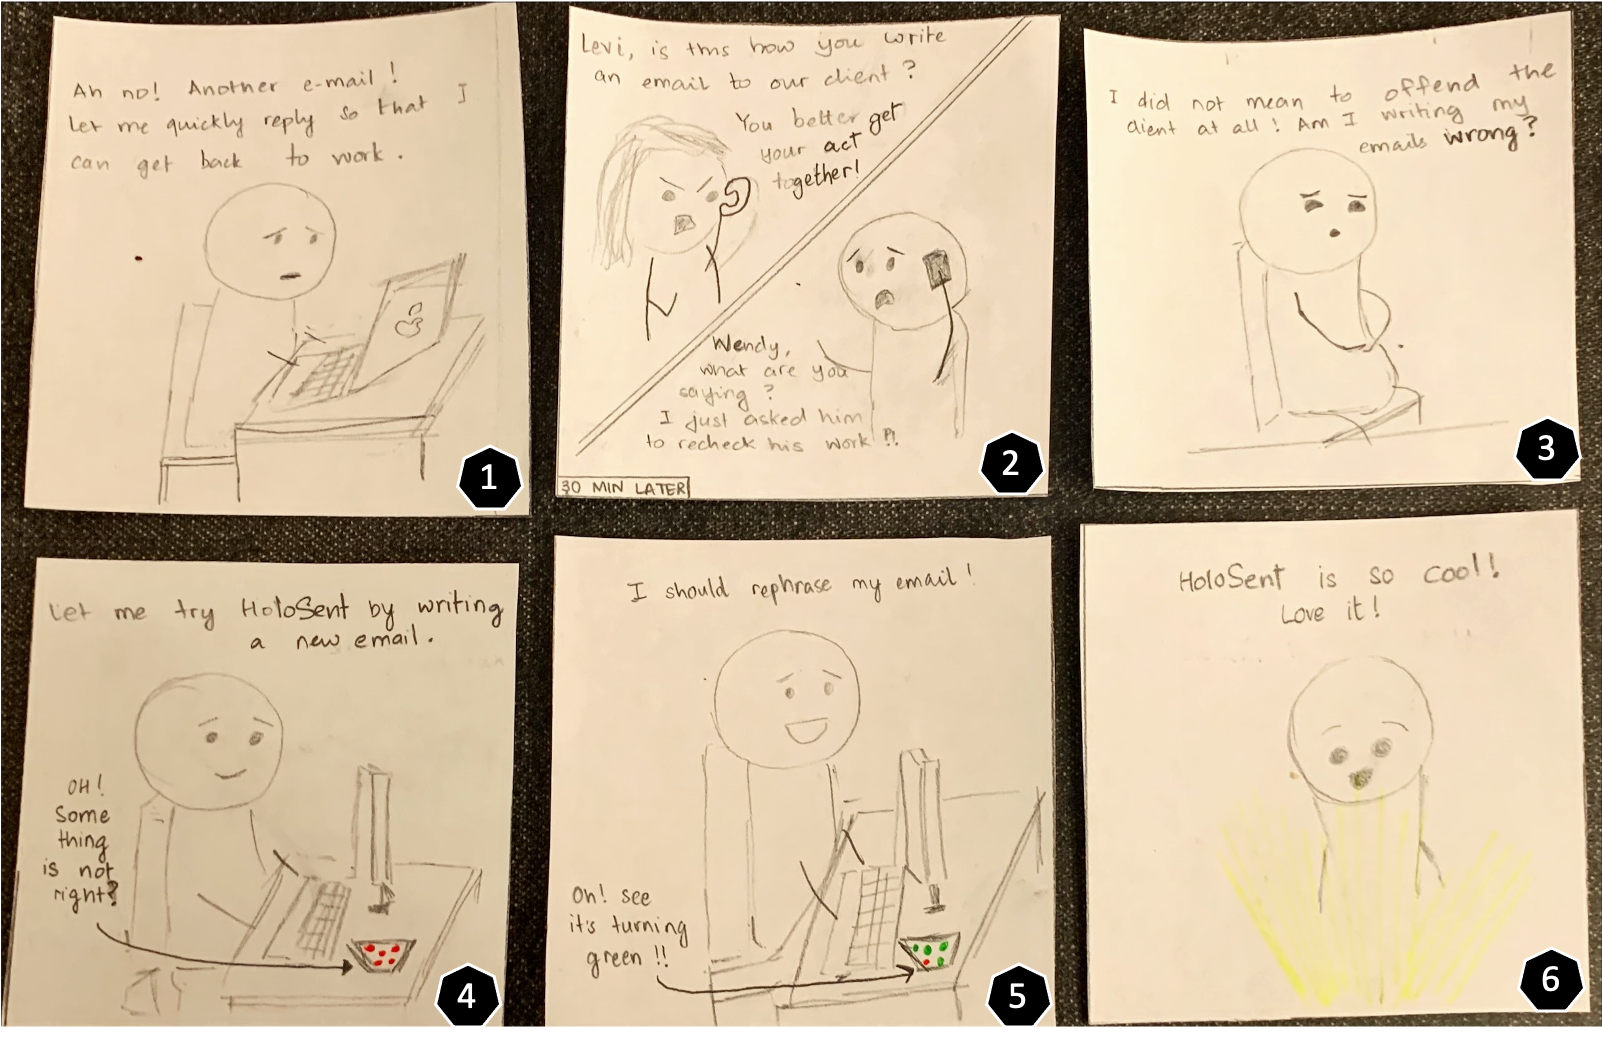 Ah no! Another e-mail!
Let me quickly reply so that I
can get back to work.
1
Levi, is this how you write
an email to our client?
You better get
your act
together!
Wendy,
what are you
saying?
I just asked him
to recheck his work ?!
30 MIN LATER
2
I did not mean to offend the
client at all! Am I writing my
emails wrong?
3
Let me try HoloSent by writing
a new email.
OH!
Some
thing
is not
right?
4
I should rephrase my email!
Oh! see
it's turning
green !!
5
HoloSent is so cool!
Love it!
6